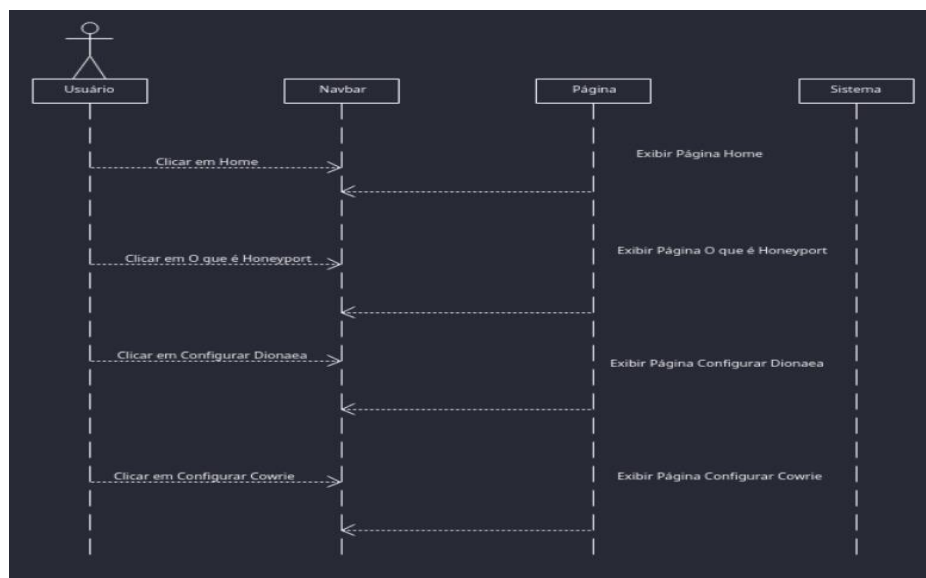 Usuário
Navbar
Página
Sistema
Clicar em Home
Exibir Página Home
Clicar em O que é Honeyport
Exibir Página O que é Honeyport
Clicar em Configurar Dionaea
Exibir Página Configurar Dionaea
Clicar em Configurar Cowrie
Exibir Página Configurar Cowrie